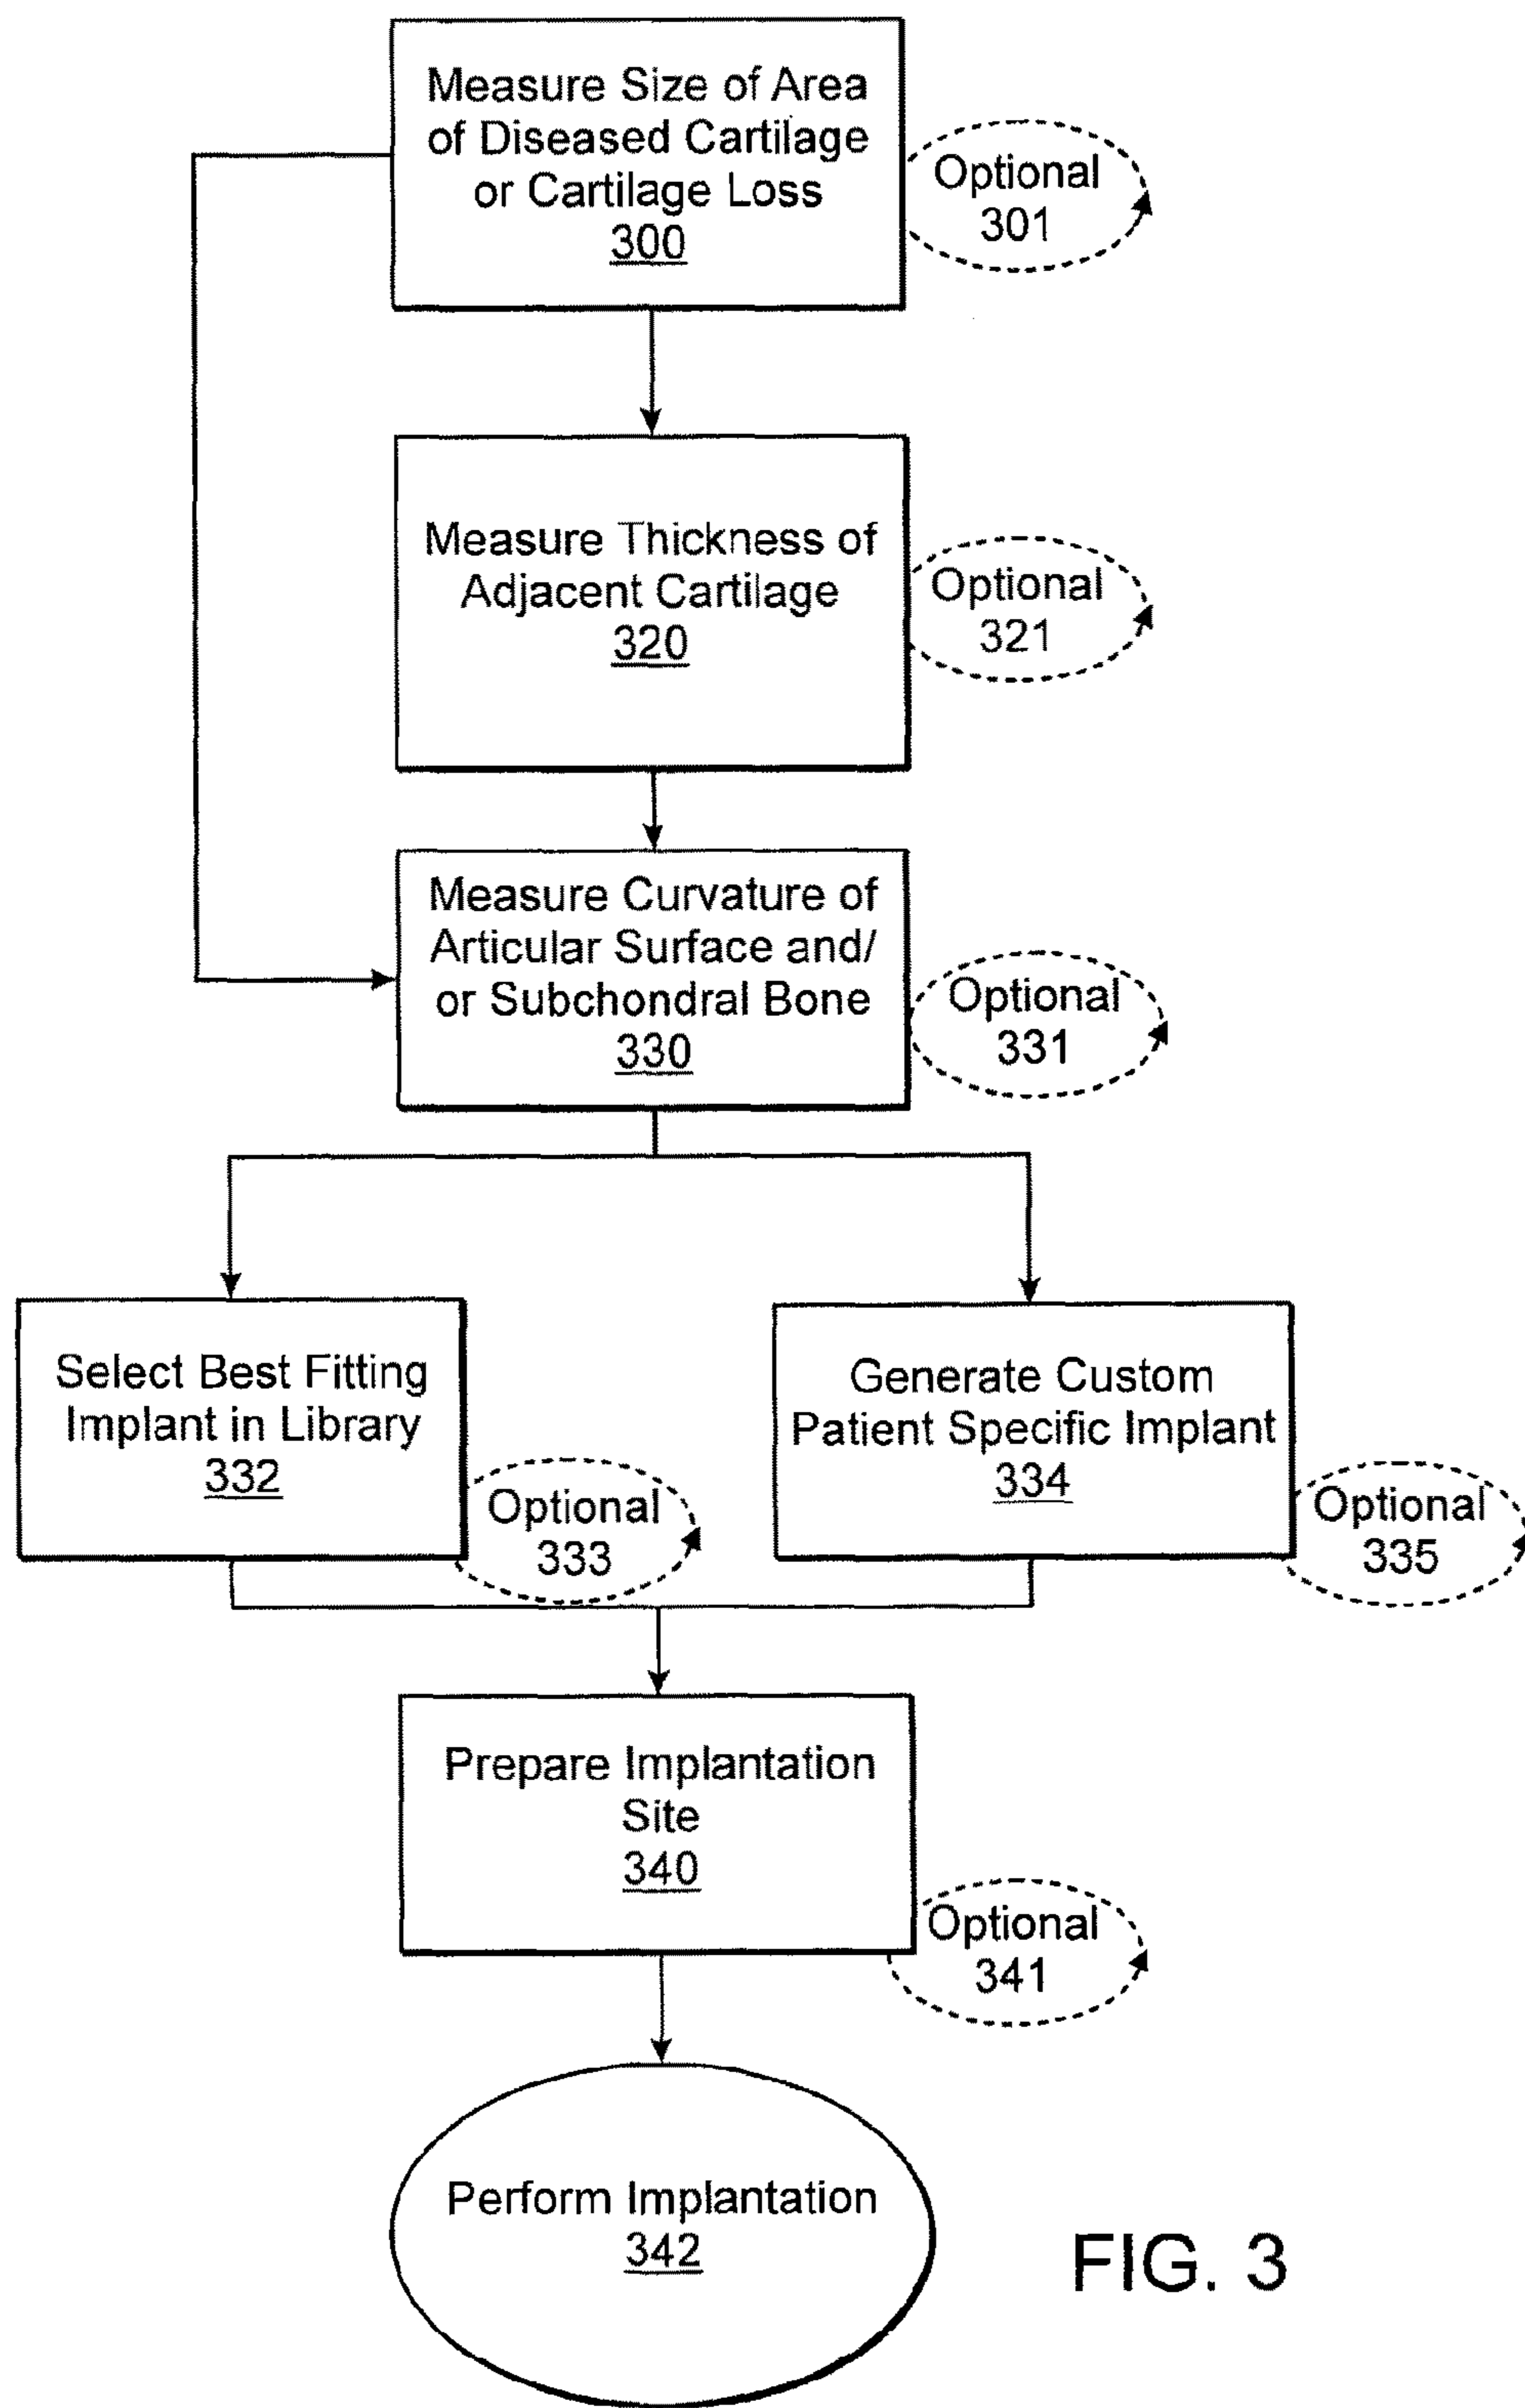 Measure Size of Area
of Diseased Cartilage
or Cartilage Loss
300
Optional
301
Measure Thickness of
Adjacent Cartilage
320
Optional
321
Measure Curvature of
Articular Surface and/
or Subchondral Bone
330
Optional
331
Select Best Fitting
Implant in Library
332
Optional
333
Generate Custom
Patient Specific Implant
334
Optional
335
Prepare Implantation
Site
340
Optional
341
Perform Implantation
342
FIG. 3